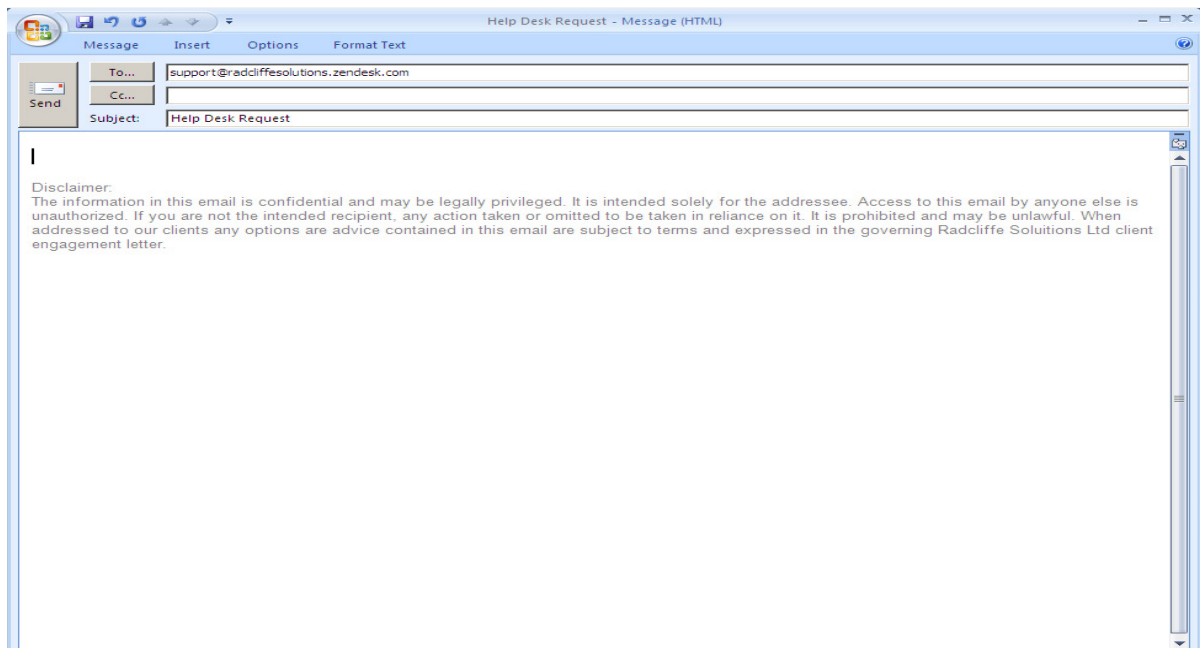 Help Desk Request - Message (HTML)
Message Insert Options Format Text
To... support@radcliffesolutions.zendesk.com
Send
Cc...
Subject: Help Desk Request
Disclaimer:
The information in this email is confidential and may be legally privileged. It is intended solely for the addressee. Access to this email by anyone else is
unauthorized. If you are not the intended recipient, any action taken or omitted to be taken in reliance on it. It is prohibited and may be unlawful. When
addressed to our clients any options are advice contained in this email are subject to terms and expressed in the governing Radcliffe Soluitions Ltd client
engagement letter.